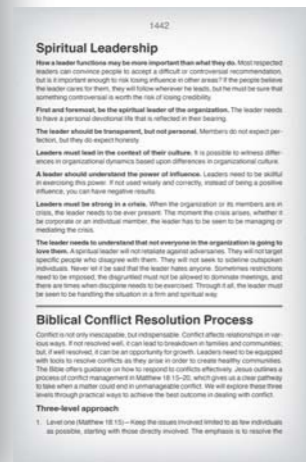 1442
Spiritual Leadership
How a leader functions may be more important than what they do. Most respected
leaders can convince people to accept a difficult or controversial recommendation,
but is it important enough to risk losing influence in other areas? If the people believe
the leader cares for them, they will follow wherever he leads, but he must be sure that
something controversial is worth the risk of losing credibility.
First and foremost, be the spiritual leader of the organization. The leader needs
to have a personal devotional life that is reflected in their bearing.
The leader should be transparent, but not personal. Members do not expect per-
fection, but they do expect honesty.
Leaders must lead in the context of their culture. It is possible to witness differ-
ences in organizational dynamics based upon differences in organizational culture.
A leader should understand the power of influence. Leaders need to be skillful
in exercising this power. If not used wisely and correctly, instead of being a positive
influence, you can have negative results.
Leaders must be strong in a crisis. When the organization or its members are in
crisis, the leader needs to be ever present. The moment the crisis arises, whether it
be corporate or an individual member, the leader has to be seen to be managing or
mediating the crisis.
The leader needs to understand that not everyone in the organization is going to
love them. A spiritual leader will not retaliate against adversaries. They will not target
specific people who disagree with them. They will not seek to sideline outspoken
individuals. Never let it be said that the leader hates anyone. Sometimes restrictions
need to be imposed, the disgruntled must not be allowed to dominate meetings, and
there are times when discipline needs to be exercised. Through it all, the leader must
be seen to be handling the situation in a firm and spiritual way.
Biblical Conflict Resolution Process
Conflict is not only inescapable, but indispensable. Conflict affects relationships in var-
ious ways. If not resolved well, it can lead to breakdown in families and communities;
but, if well resolved, it can be an opportunity for growth. Leaders need to be equipped
with tools to resolve conflicts as they arise in order to create healthy communities.
The Bible offers guidance on how to respond to conflicts effectively. Jesus outlines a
process of conflict management in Matthew 18:15–20, which gives us a clear pathway
to take when a matter could end in unmanageable conflict. We will explore these three
levels through practical ways to achieve the best outcome in dealing with conflict.
Three-level approach
1. Level one (Matthew 18:15) – Keep the issues involved limited to as few individuals
as possible, starting with those directly involved. The emphasis is to resolve the